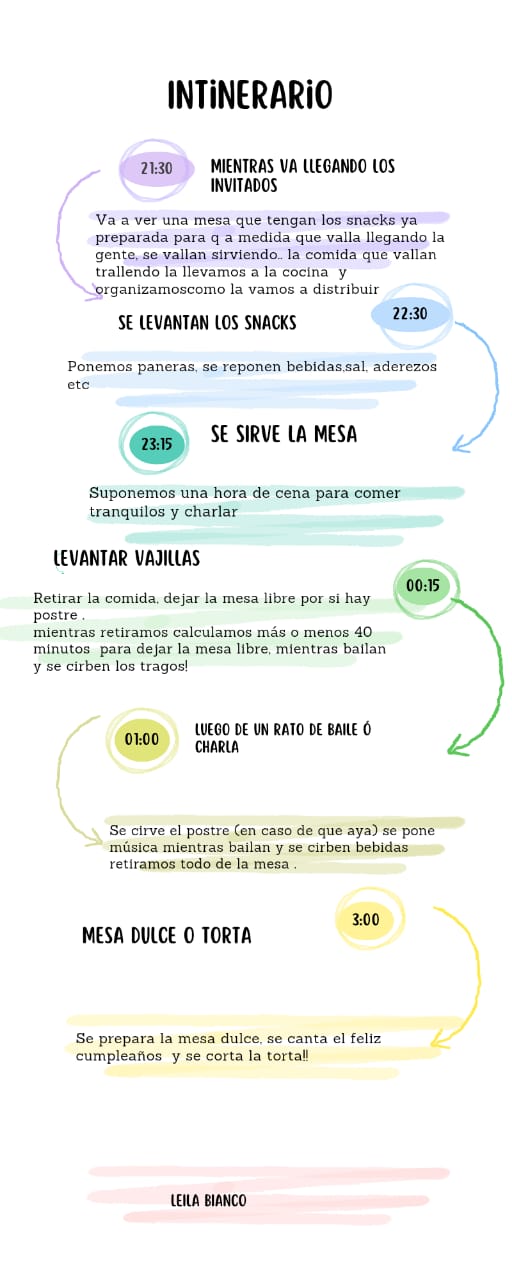 INTINERARIO
21:30
MIENTRAS VA LLEGANDO LOS
INVITADOS
Va a ver una mesa que tengan los snacks ya
preparada para q a medida que valla llegando la
gente, se vallan sirviendo.. la comida que vallan
trallendo la llevamos a la cocina y
organizamoscomo la vamos a distribuir
22:30
SE LEVANTAN LOS SNACKS
Ponemos paneras, se reponen bebidas,sal, aderezos
etc
23:15
SE SIRVE LA MESA
Suponemos una hora de cena para comer
tranquilos y charlar
LEVANTAR VAJILLAS
00:15
Retirar la comida, dejar la mesa libre por si hay
postre .
mientras retiramos calculamos más o menos 40
minutos para dejar la mesa libre, mientras bailan
y se cirben los tragos!
01:00
LUEGO DE UN RATO DE BAILE Ó
CHARLA
Se cirve el postre (en caso de que aya) se pone
música mientras bailan y se cirben bebidas
retiramos todo de la mesa .
3:00
MESA DULCE O TORTA
Se prepara la mesa dulce, se canta el feliz
cumpleaños y se corta la torta!!
LEILA BIANCO